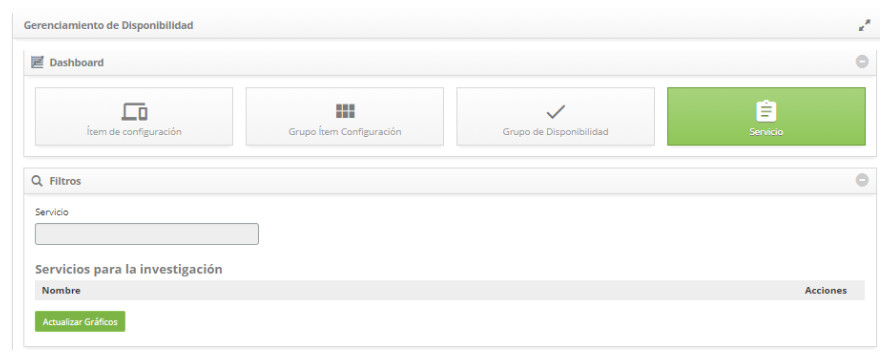 Gerenciamiento de Disponibilidad
Dashboard
Ítem de configuración
Grupo Ítem Configuración
Grupo de Disponibilidad
Servicio
Filtros
Servicio
Servicios para la investigación
Nombre Acciones
Actualizar Gráficos